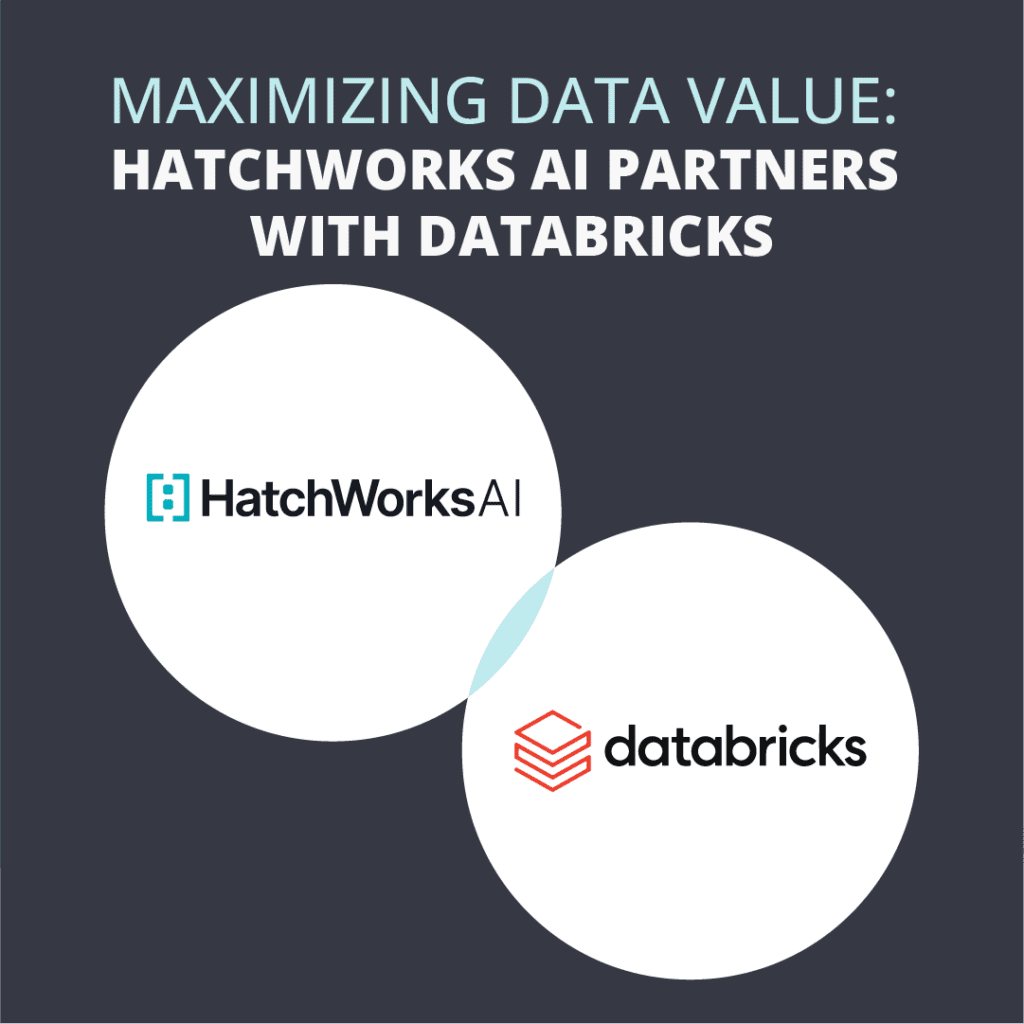 MAXIMIZING DATA VALUE:
HATCHWORKS AI PARTNERS
WITH DATABRICKS
HatchWorksAI
databricks